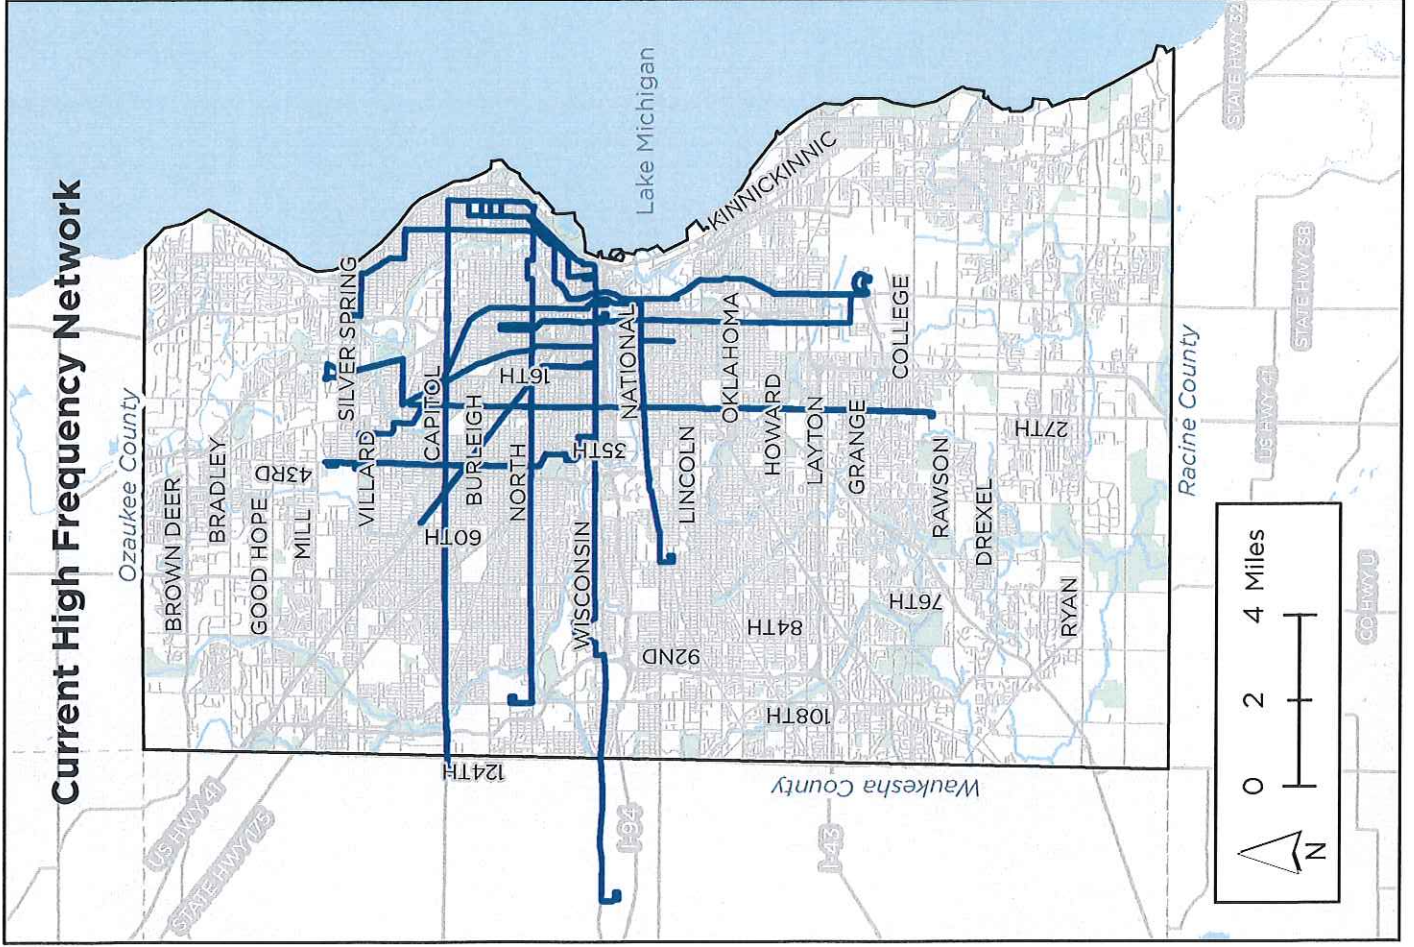 Current High Frequency Network
Ozaukee County
BROWN DEER
BRADLEY
GOOD HOPE
MILL
43RD
SILVER SPRING
VILLARD
CAPITOL
60TH
BURLEIGH
NORTH
16TH
35TH
WISCONSIN
NATIONAL
LINCOLN
OKLAHOMA
KINNICKINNIC
HOWARD
LAYTON
GRANGE
COLLEGE
RAWSON
DREXEL
27TH
RYAN
76TH
84TH
92ND
108TH
124TH
Lake Michigan
Waukesha County
Racine County
US HWY 41
STATE HWY 175
I-94
I-43
STATE HWY 32
STATE HWY 38
US HWY 41
CO HWY U
N
0 2 4 Miles